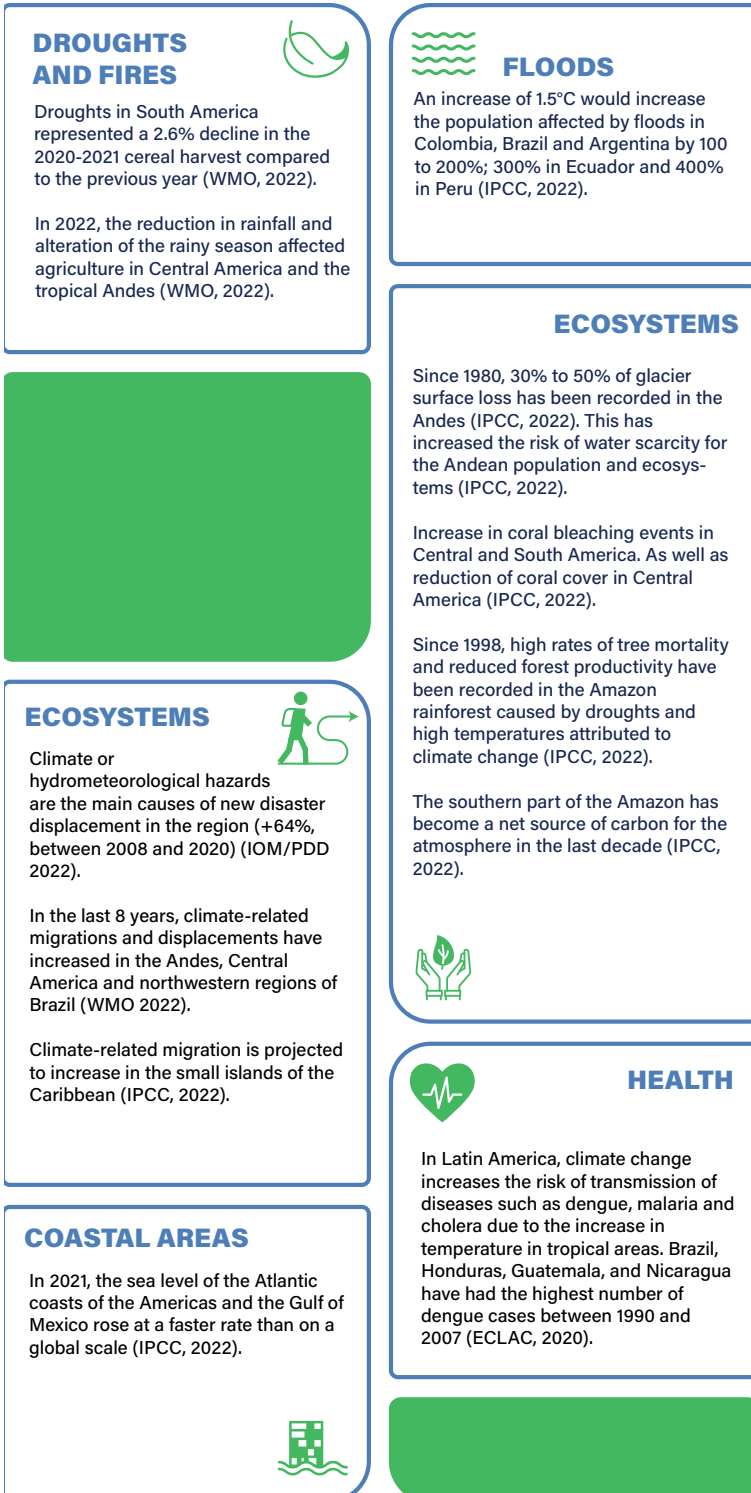 DROUGHTS
AND FIRES
Droughts in South America
represented a 2.6% decline in the
2020-2021 cereal harvest compared
to the previous year (WMO, 2022).
In 2022, the reduction in rainfall and
alteration of the rainy season affected
agriculture in Central America and the
tropical Andes (WMO, 2022).
FLOODS
An increase of 1.5°C would increase
the population affected by floods in
Colombia, Brazil and Argentina by 100
to 200%; 300% in Ecuador and 400%
in Peru (IPCC, 2022).
ECOSYSTEMS
Since 1980, 30% to 50% of glacier
surface loss has been recorded in the
Andes (IPCC, 2022). This has
increased the risk of water scarcity for
the Andean population and ecosys-
tems (IPCC, 2022).
Increase in coral bleaching events in
Central and South America. As well as
reduction of coral cover in Central
America (IPCC, 2022).
Since 1998, high rates of tree mortality
and reduced forest productivity have
been recorded in the Amazon
rainforest caused by droughts and
high temperatures attributed to
climate change (IPCC, 2022).
The southern part of the Amazon has
become a net source of carbon for the
atmosphere in the last decade (IPCC,
2022).
ECOSYSTEMS
Climate or
hydrometeorological hazards
are the main causes of new disaster
displacement in the region (+64%,
between 2008 and 2020) (IOM/PDD
2022).
In the last 8 years, climate-related
migrations and displacements have
increased in the Andes, Central
America and northwestern regions of
Brazil (WMO 2022).
Climate-related migration is projected
to increase in the small islands of the
Caribbean (IPCC, 2022).
HEALTH
In Latin America, climate change
increases the risk of transmission of
diseases such as dengue, malaria and
cholera due to the increase in
temperature in tropical areas. Brazil,
Honduras, Guatemala, and Nicaragua
have had the highest number of
dengue cases between 1990 and
2007 (ECLAC, 2020).
COASTAL AREAS
In 2021, the sea level of the Atlantic
coasts of the Americas and the Gulf of
Mexico rose at a faster rate than on a
global scale (IPCC, 2022).